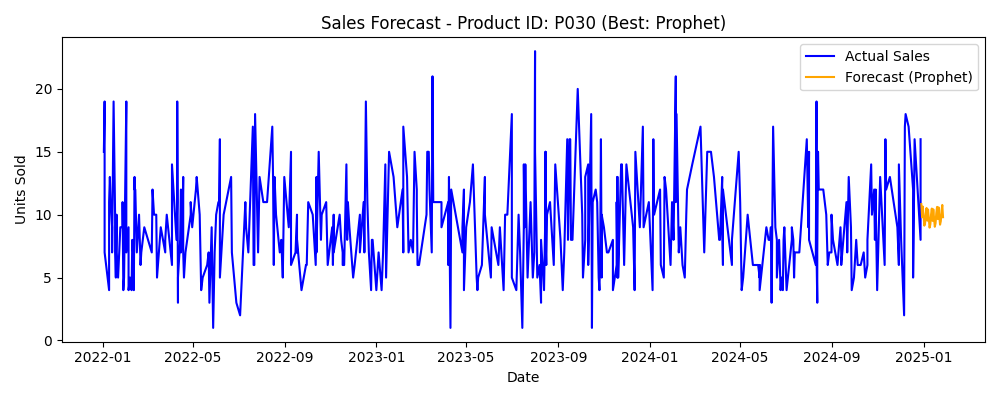 Sales Forecast - Product ID: P030 (Best: Prophet)
Actual Sales
Forecast (Prophet)
Units Sold
20
15
10
5
0
2022-01 2022-05 2022-09 2023-01 2023-05 2023-09 2024-01 2024-05 2024-09 2025-01
Date